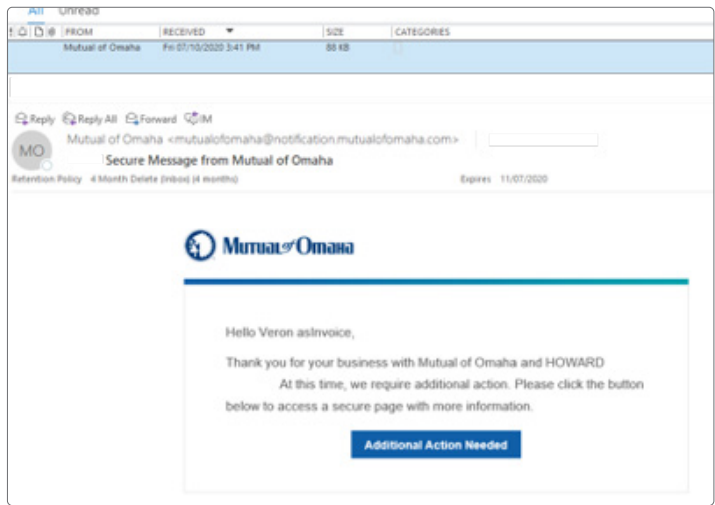 All Unread
FROM RECEIVED SIZE CATEGORIES
Mutual of Omaha Fri 07/10/2020 3:41 PM 88 KB
Reply Reply All Forward IM
MO
Mutual of Omaha <mutualofomaha@notification.mutualofomaha.com>
Secure Message from Mutual of Omaha
Retention Policy 4 Month Delete (Inbox) (4 months) Expires 11/07/2020
Mutual of Omaha
Hello Veron asInvoice,
Thank you for your business with Mutual of Omaha and HOWARD
At this time, we require additional action. Please click the button
below to access a secure page with more information.
Additional Action Needed